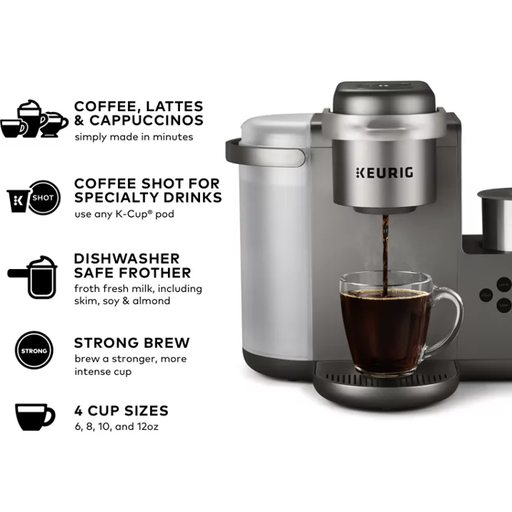 COFFEE, LATTES
& CAPPUCCINOS
simply made in minutes
SHOT
COFFEE SHOT FOR
SPECIALTY DRINKS
use any K-Cup® pod
DISHWASHER
SAFE FROTHER
froth fresh milk, including
skim, soy & almond
STRONG
STRONG BREW
brew a stronger, more
intense cup
4 CUP SIZES
6, 8, 10, and 12oz
KEURIG